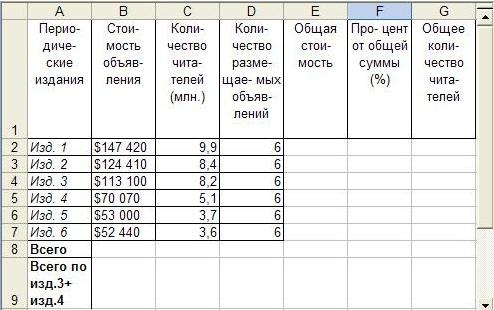 A B C D E F G
1 Перио- диче- ские издания Стои- мость объяв- ления Коли- чество чита- телей (млн.) Коли- чество разме- щае- мых объяв- лений Общая стои- мость Про- цент от общей суммы (%) Общее коли- чество чита- телей
2 Изд. 1 $147 420 9,9 6
3 Изд. 2 $124 410 8,4 6
4 Изд. 3 $113 100 8,2 6
5 Изд. 4 $70 070 5,1 6
6 Изд. 5 $53 000 3,7 6
7 Изд. 6 $52 440 3,6 6
8 Всего
9 Всего по изд.3+ изд.4